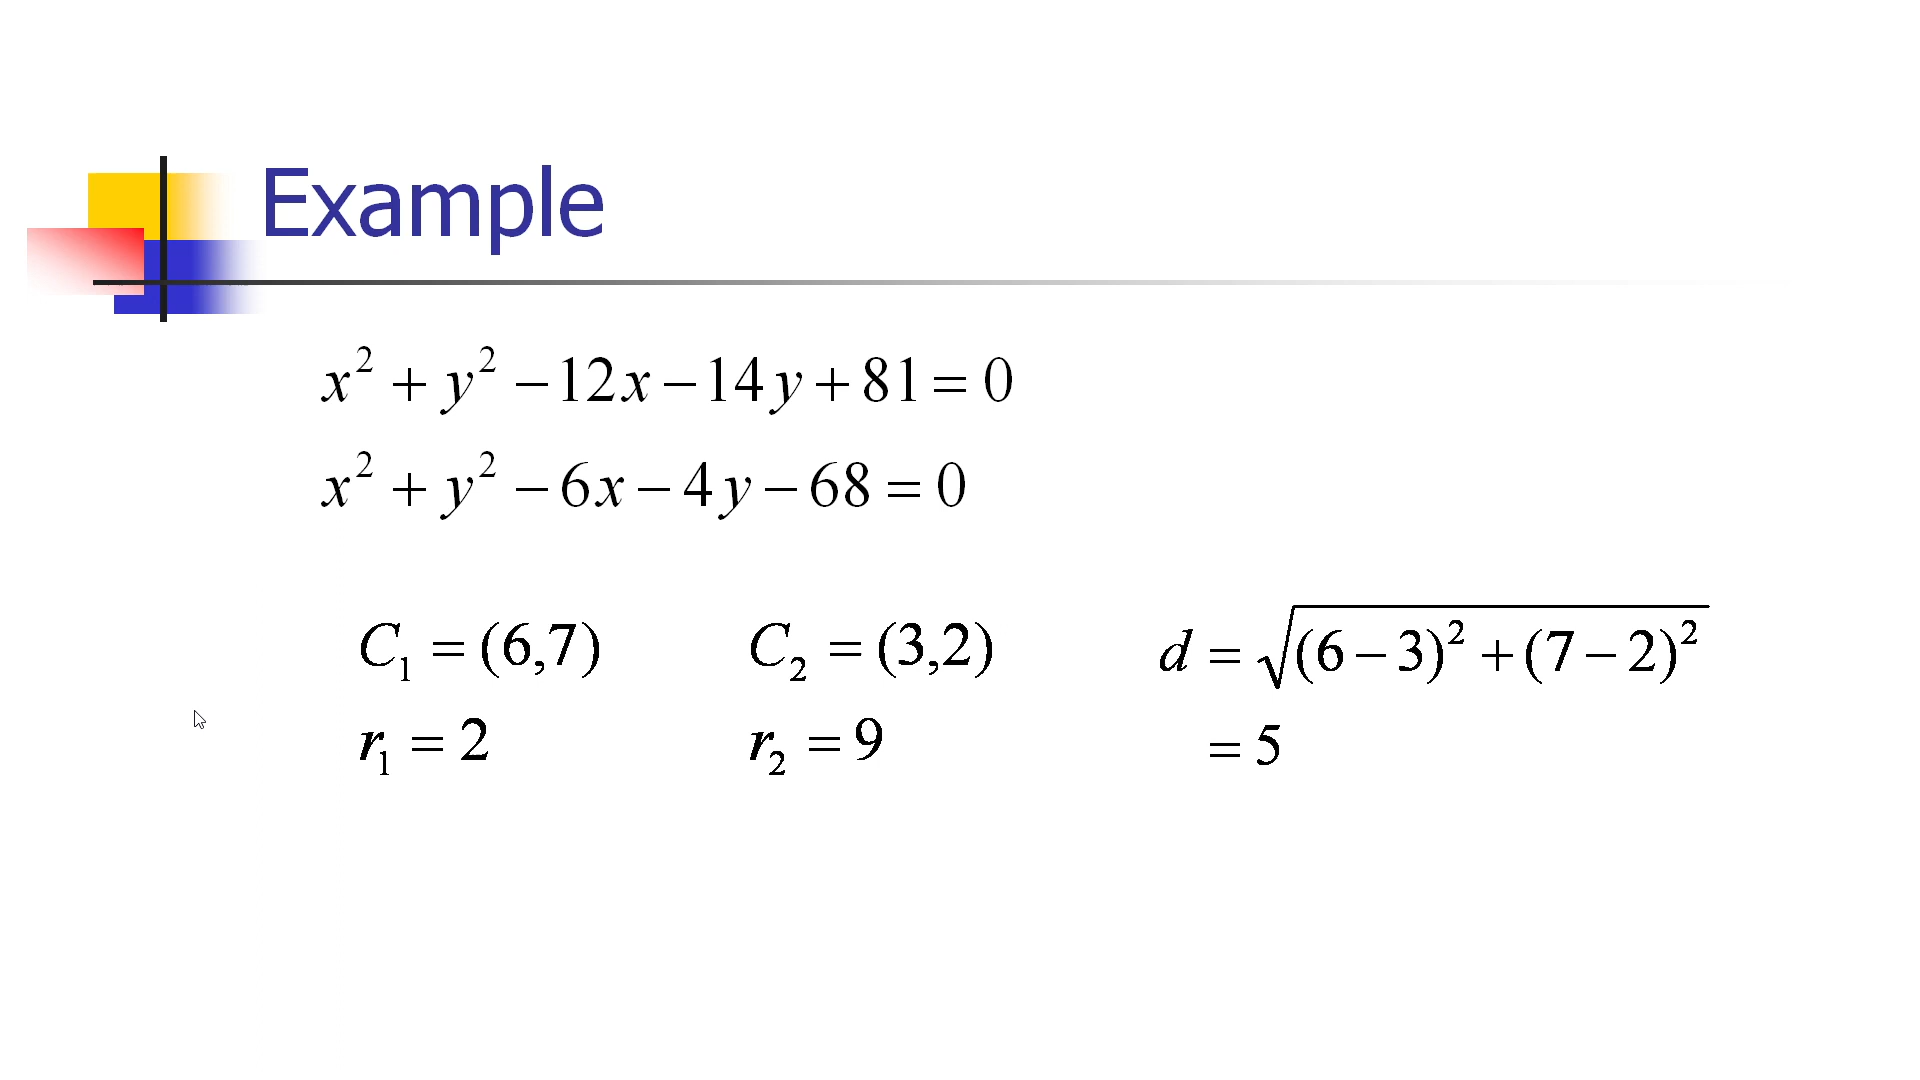 Example
x² + y² − 12x − 14y + 81 = 0
x² + y² − 6x − 4y − 68 = 0
C₁ = (6,7) C₂ = (3,2) d = √((6 − 3)² + (7 − 2)²)
r₁ = 2 r₂ = 9 = 5